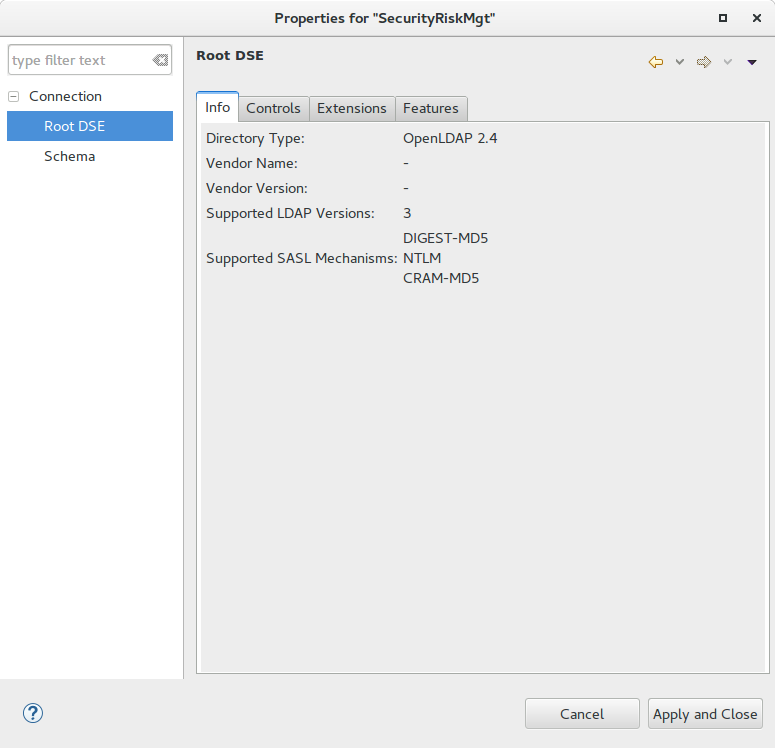 Properties for "SecurityRiskMgt"
type filter text
Connection
Root DSE
Schema
Root DSE
Info Controls Extensions Features
Directory Type: OpenLDAP 2.4
Vendor Name: -
Vendor Version: -
Supported LDAP Versions: 3
DIGEST-MD5
Supported SASL Mechanisms: NTLM
CRAM-MD5
Cancel Apply and Close